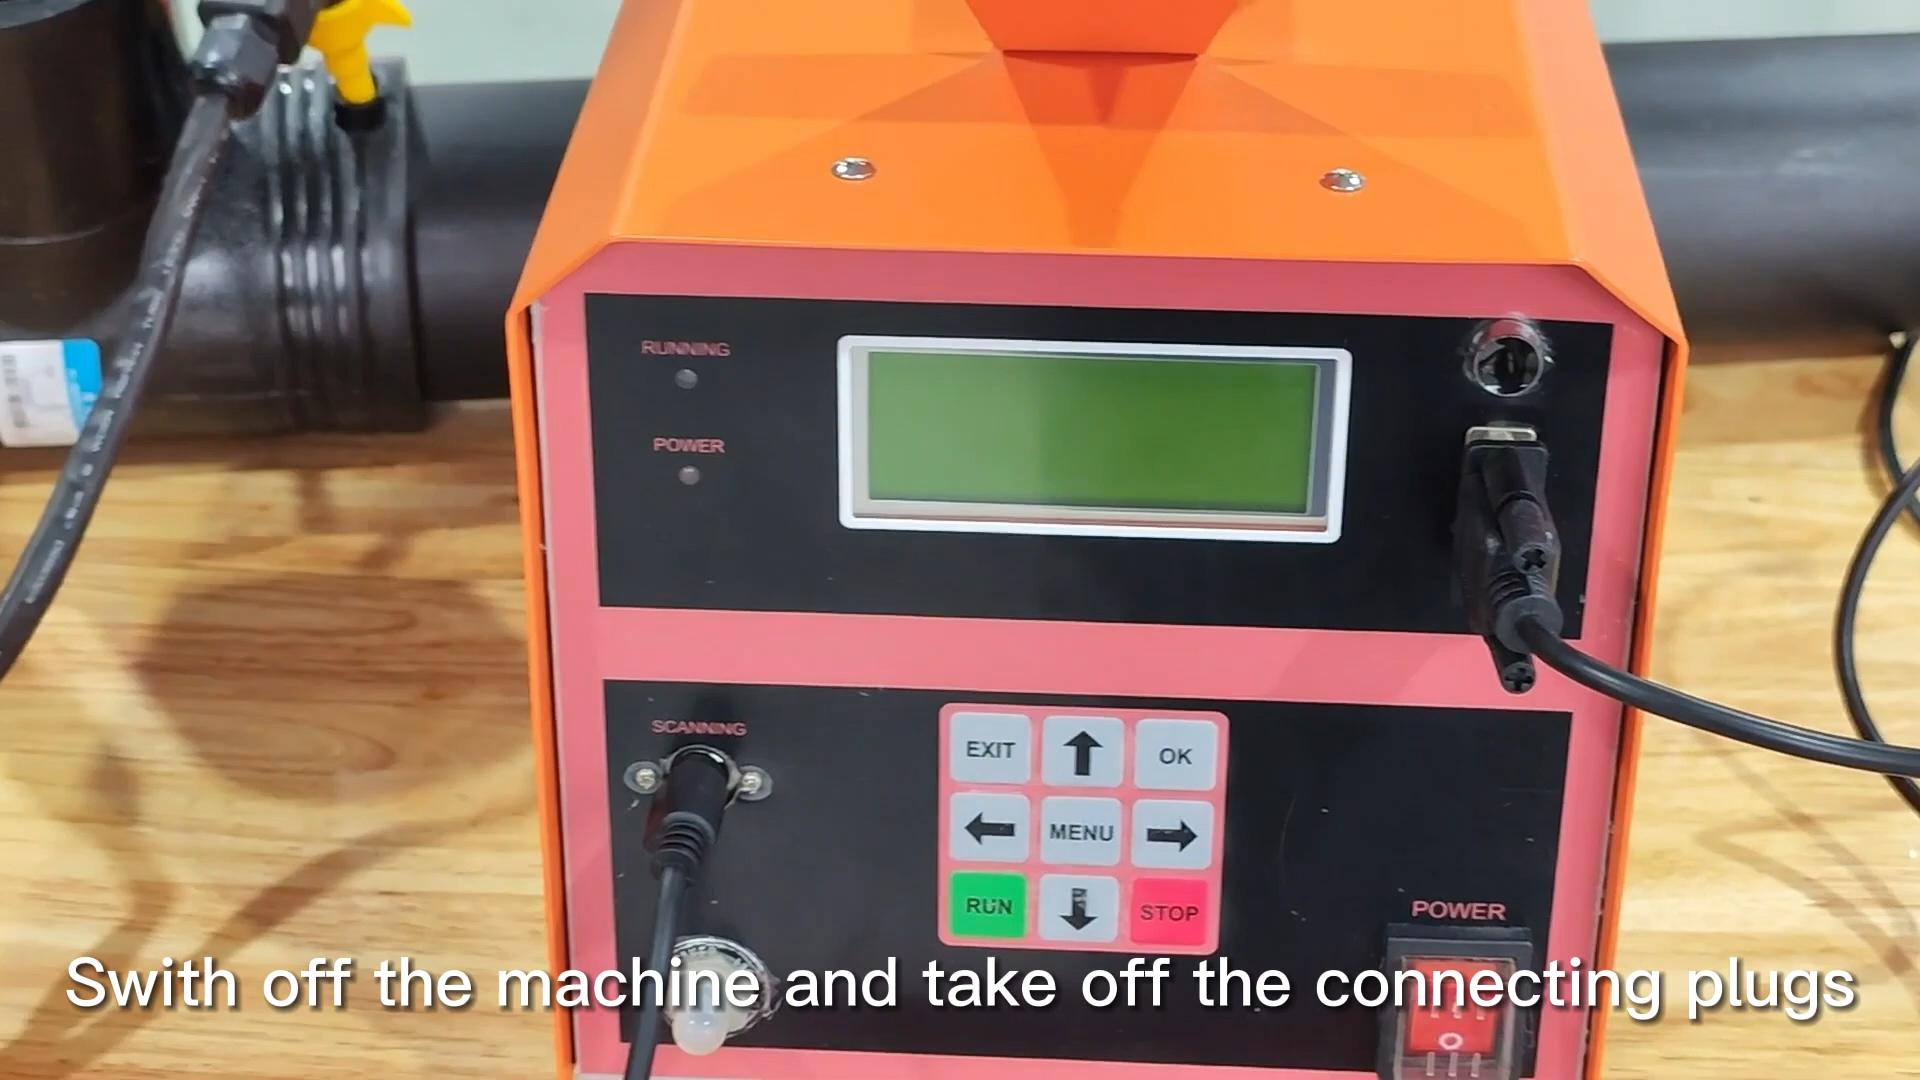 RUNNING
POWER
SCANNING
EXIT
OK
MENU
RUN
STOP
POWER
Swith off the machine and take off the connecting plugs